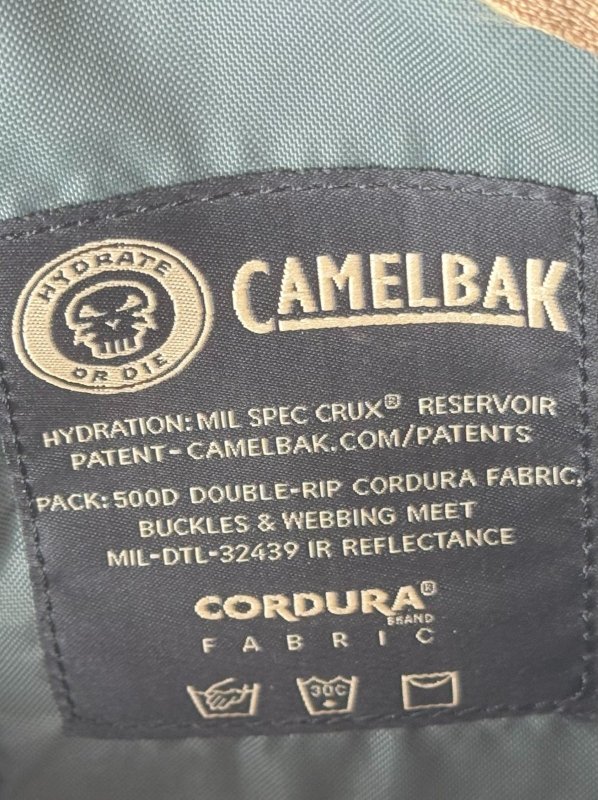 HYDRATE
OR DIE
CAMELBAK
HYDRATION: MIL SPEC CRUX® RESERVOIR
PATENT-CAMELBAK.COM/PATENTS
PACK: 500D DOUBLE-RIP CORDURA FABRIC,
BUCKLES & WEBBING MEET
MIL-DTL-32439 IR REFLECTANCE
CORDURA®
BRAND
FABRIC
30C